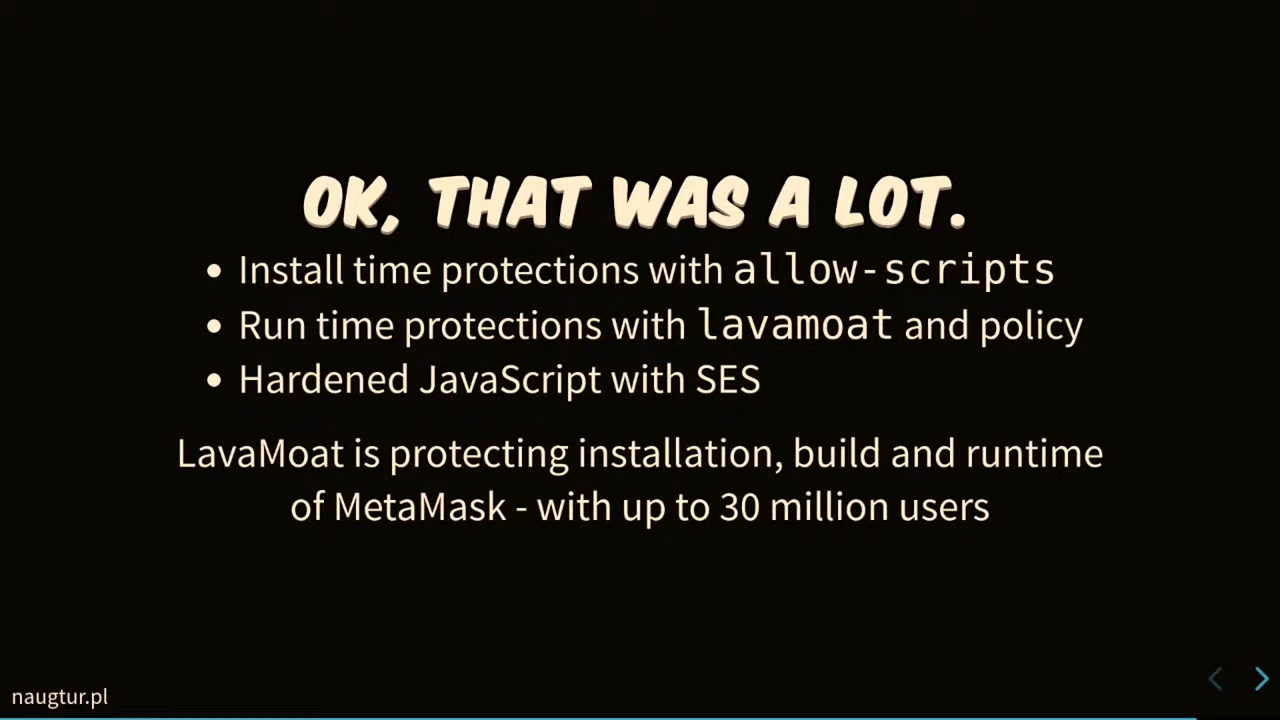 OK, THAT WAS A LOT.
• Install time protections with allow-scripts
• Run time protections with lavamoat and policy
• Hardened JavaScript with SES
LavaMoat is protecting installation, build and runtime
of MetaMask - with up to 30 million users
naugtur.pl